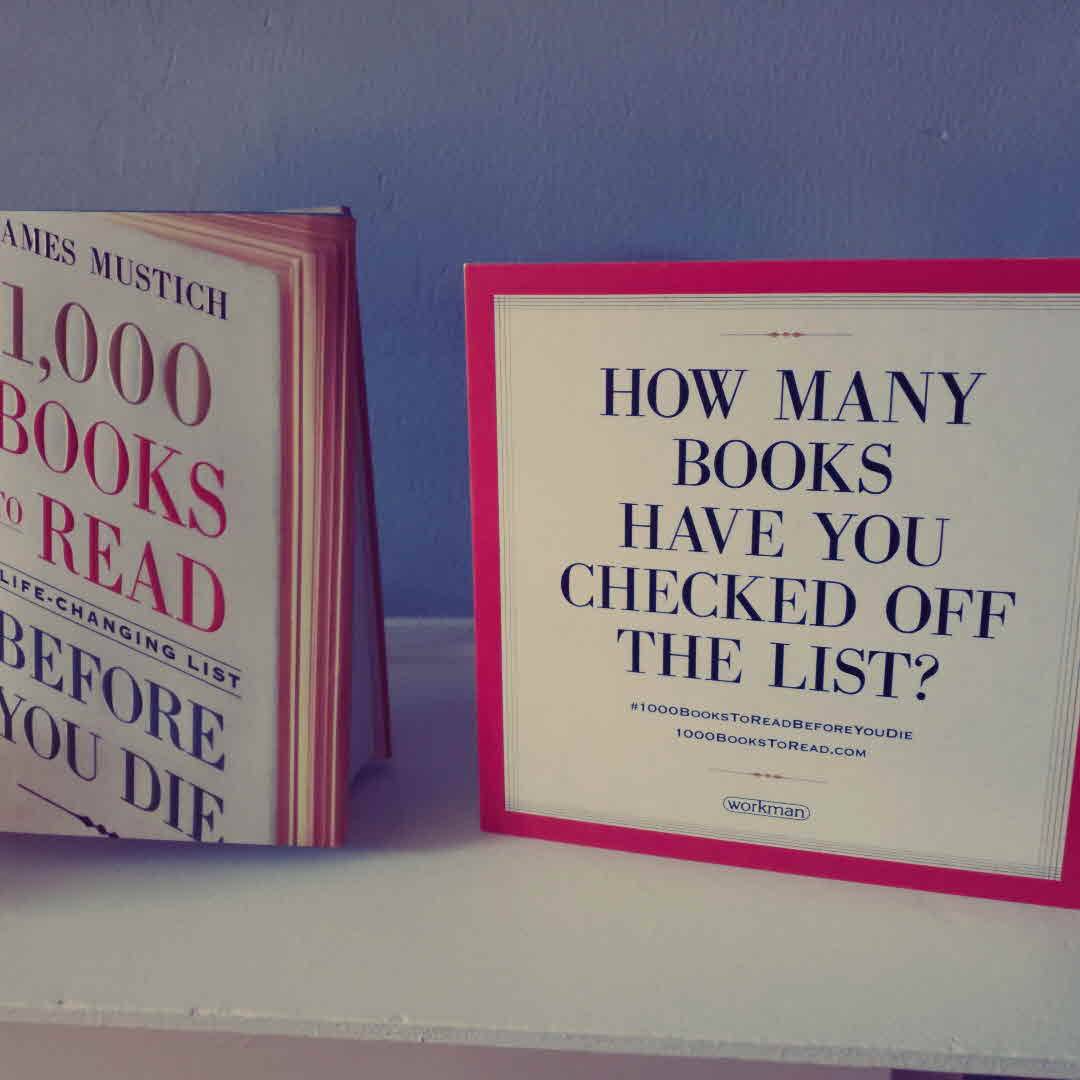 AMES MUSTICH
1,000
BOOKS
TO READ
LIFE-CHANGING LIST
BEFORE
YOU DIE
HOW MANY
BOOKS
HAVE YOU
CHECKED OFF
THE LIST?
#1000BOOKSTOREADBEFOREYOUDIE
1000BOOKSTOREAD.COM
workman